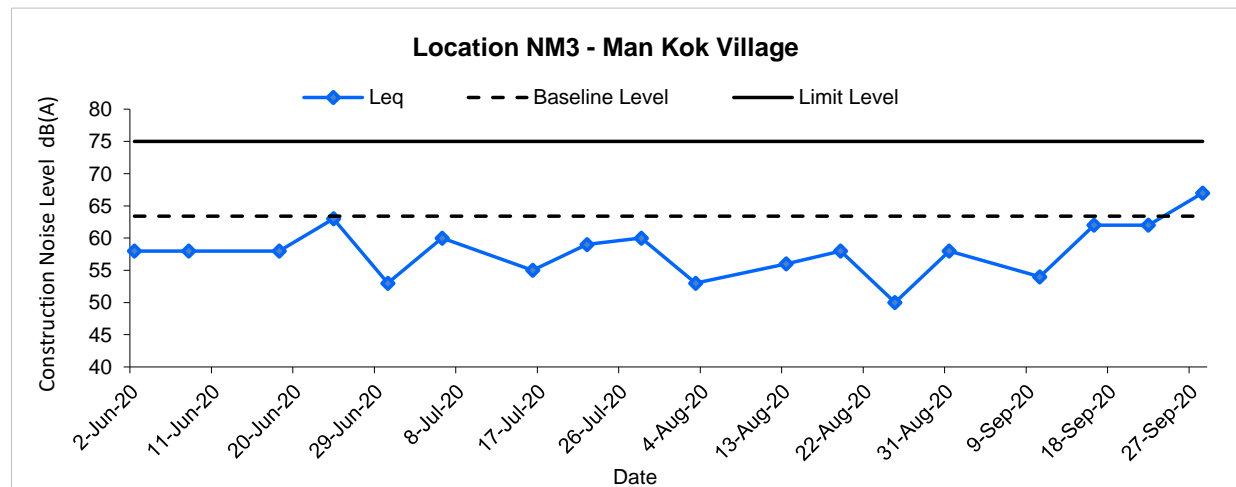 Location NM3 - Man Kok Village
Leq Baseline Level Limit Level
Construction Noise Level dB(A)
80
75
70
65
60
55
50
45
40
2-Jun-20 11-Jun-20 20-Jun-20 29-Jun-20 8-Jul-20 17-Jul-20 26-Jul-20 4-Aug-20 13-Aug-20 22-Aug-20 31-Aug-20 9-Sep-20 18-Sep-20 27-Sep-20
Date